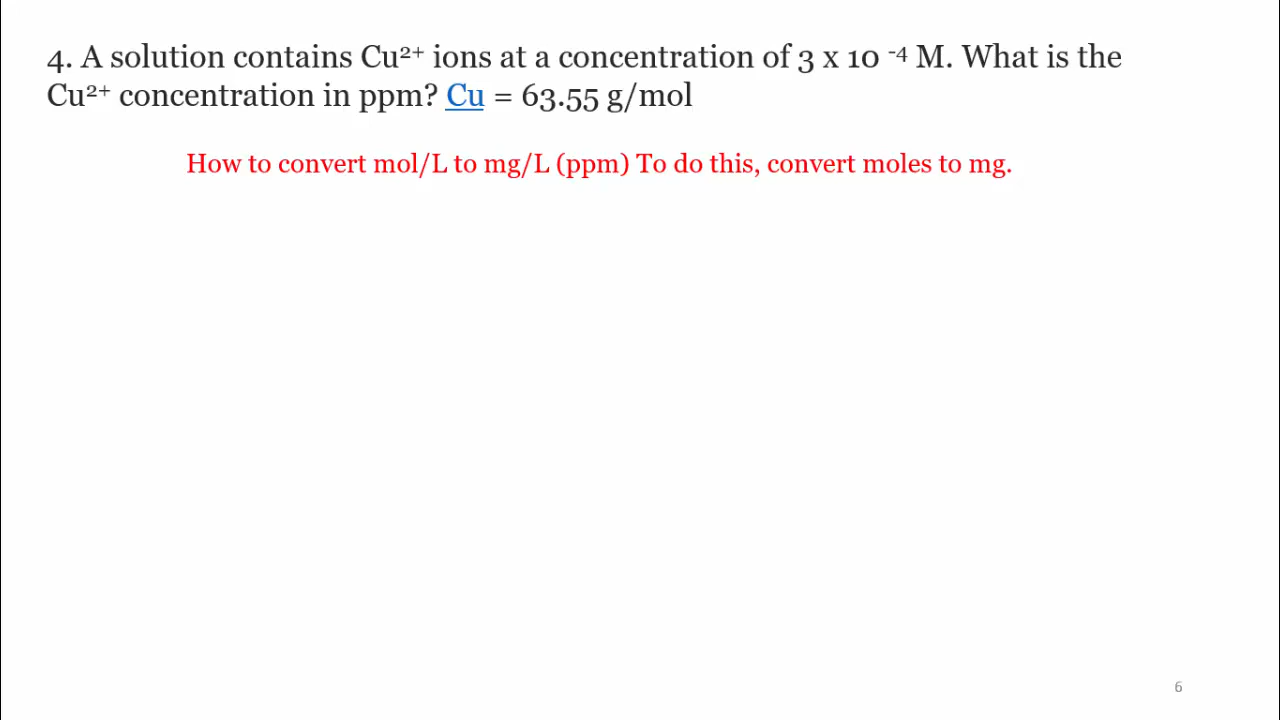 4. A solution contains Cu²⁺ ions at a concentration of 3 x 10 ⁻⁴ M. What is the
Cu²⁺ concentration in ppm? Cu = 63.55 g/mol
How to convert mol/L to mg/L (ppm) To do this, convert moles to mg.
6